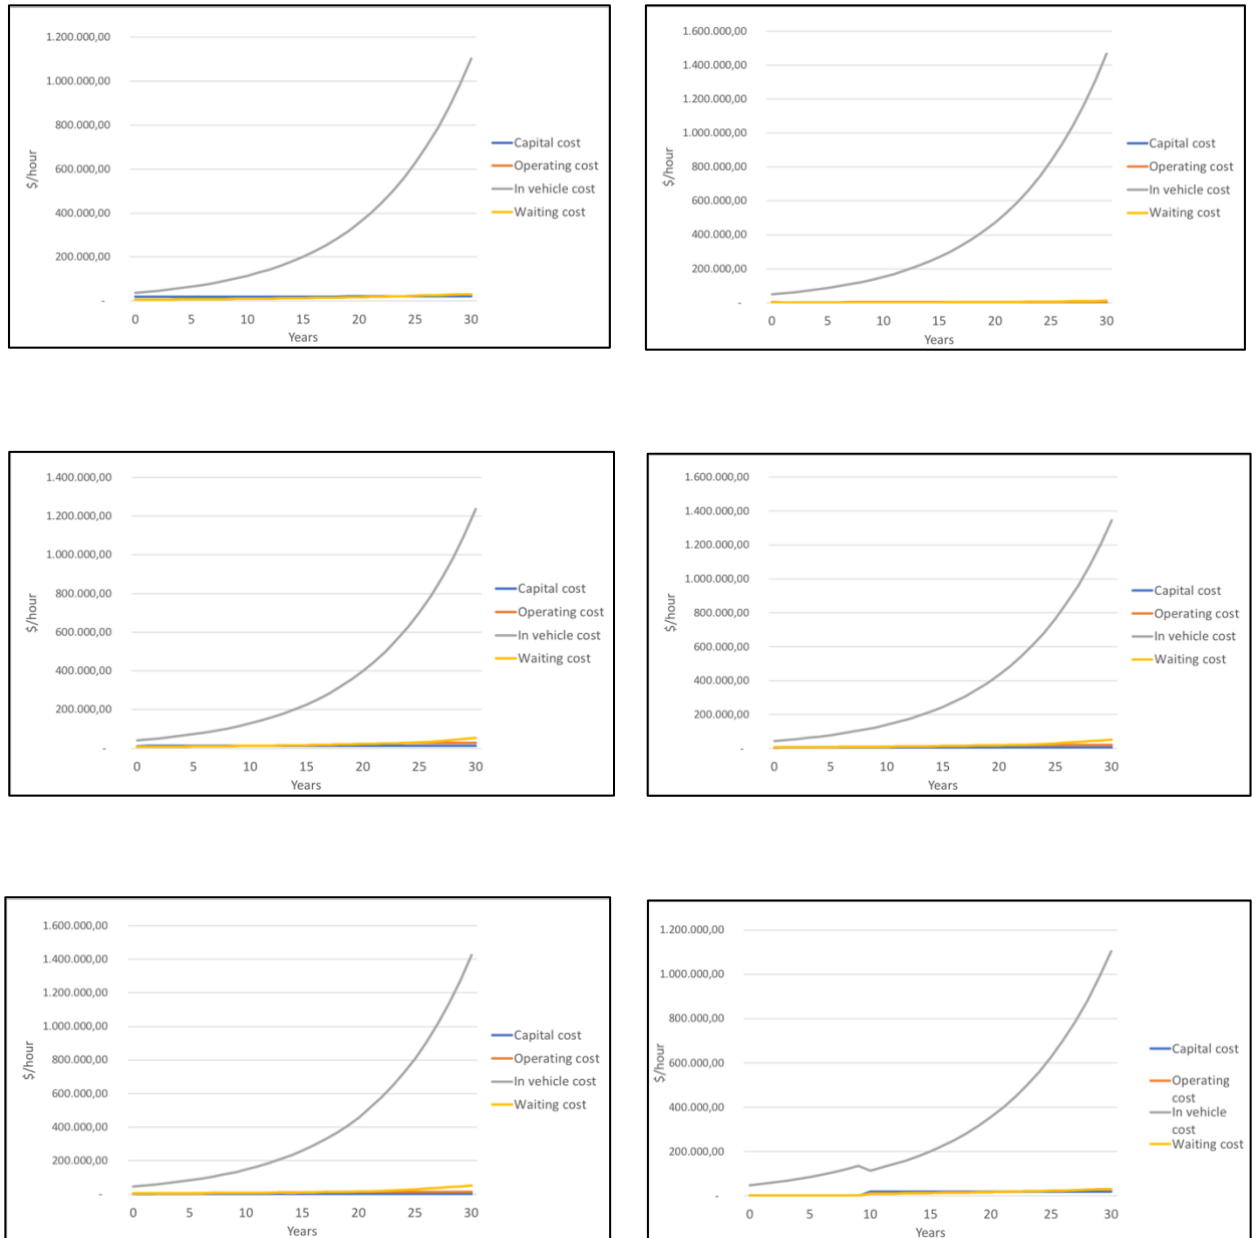 1.200.000,00
1.000.000,00
800.000,00
600.000,00
400.000,00
200.000,00
-
$/hour
0 5 10 15 20 25 30
Years
Capital cost
Operating cost
In vehicle cost
Waiting cost
1.600.000,00
1.400.000,00
1.200.000,00
1.000.000,00
800.000,00
600.000,00
400.000,00
200.000,00
-
$/hour
0 5 10 15 20 25 30
Years
Capital cost
Operating cost
In vehicle cost
Waiting cost
1.400.000,00
1.200.000,00
1.000.000,00
800.000,00
600.000,00
400.000,00
200.000,00
-
$/hour
0 5 10 15 20 25 30
Years
Capital cost
Operating cost
In vehicle cost
Waiting cost
1.600.000,00
1.400.000,00
1.200.000,00
1.000.000,00
800.000,00
600.000,00
400.000,00
200.000,00
-
$/hour
0 5 10 15 20 25 30
Years
Capital cost
Operating cost
In vehicle cost
Waiting cost
1.600.000,00
1.400.000,00
1.200.000,00
1.000.000,00
800.000,00
600.000,00
400.000,00
200.000,00
-
$/hour
0 5 10 15 20 25 30
Years
Capital cost
Operating cost
In vehicle cost
Waiting cost
1.200.000,00
1.000.000,00
800.000,00
600.000,00
400.000,00
200.000,00
-
$/hour
0 5 10 15 20 25 30
Years
Capital cost
Operating
cost
In vehicle
cost
Waiting cost